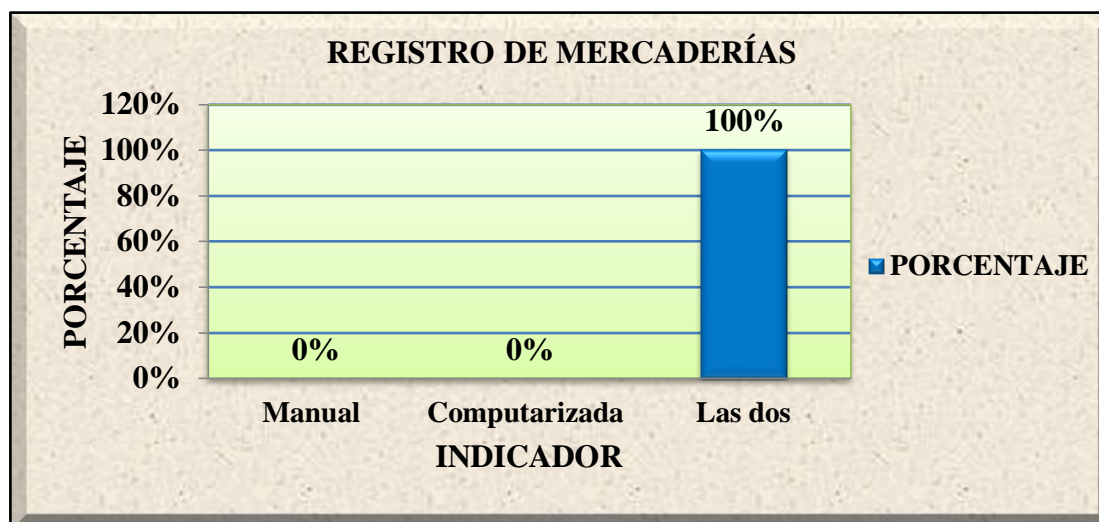 REGISTRO DE MERCADERÍAS
PORCENTAJE
120%
100%
80%
60%
40%
20%
0%
0%
0%
100%
Manual
Computarizada
Las dos
INDICADOR
PORCENTAJE